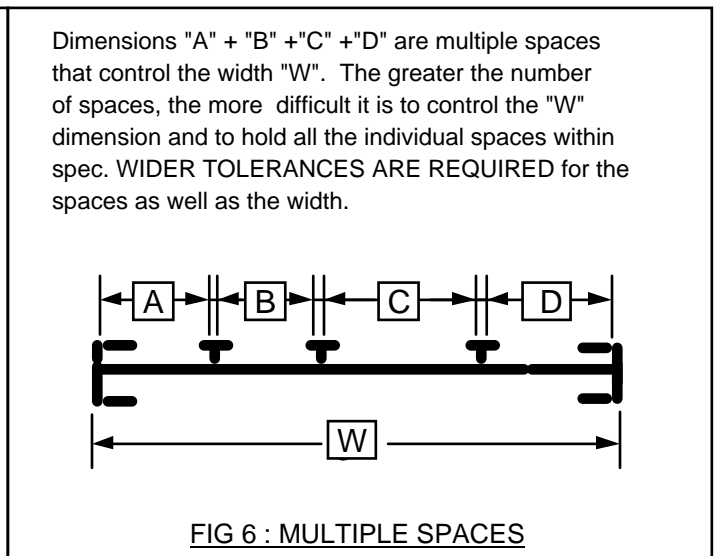 Dimensions "A" + "B" +"C" +"D" are multiple spaces
that control the width "W". The greater the number
of spaces, the more difficult it is to control the "W"
dimension and to hold all the individual spaces within
spec. WIDER TOLERANCES ARE REQUIRED for the
spaces as well as the width.
A B C D
W
FIG 6 : MULTIPLE SPACES